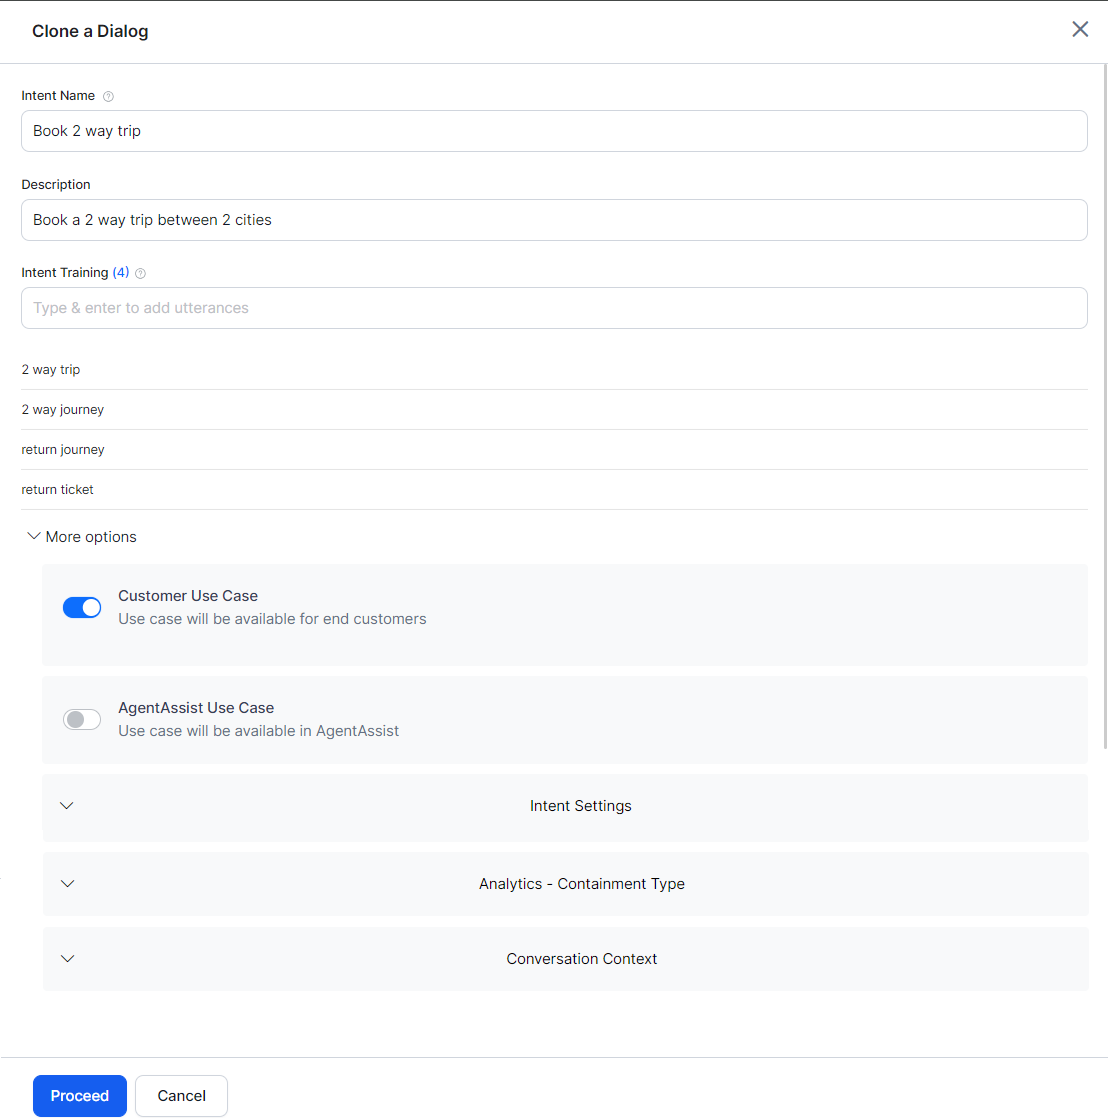 Clone a Dialog
Intent Name
Book 2 way trip
Description
Book a 2 way trip between 2 cities
Intent Training (4)
Type & enter to add utterances
2 way trip
2 way journey
return journey
return ticket
More options
Customer Use Case
Use case will be available for end customers
AgentAssist Use Case
Use case will be available in AgentAssist
Intent Settings
Analytics - Containment Type
Conversation Context
Proceed
Cancel